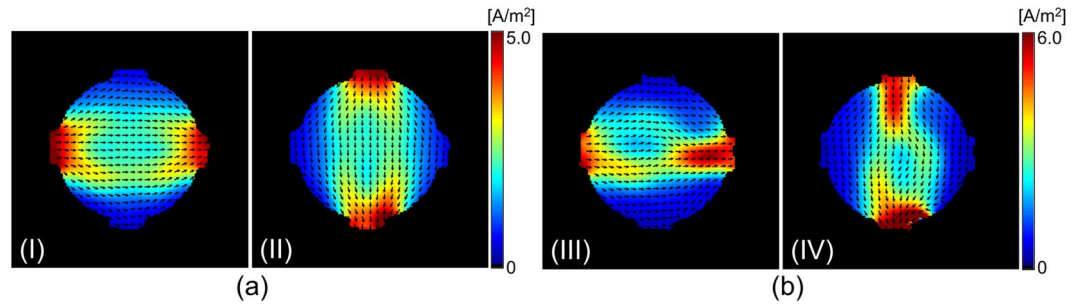 [A/m²]
5.0
0
(I)
(II)
(a)
[A/m²]
6.0
0
(III)
(IV)
(b)